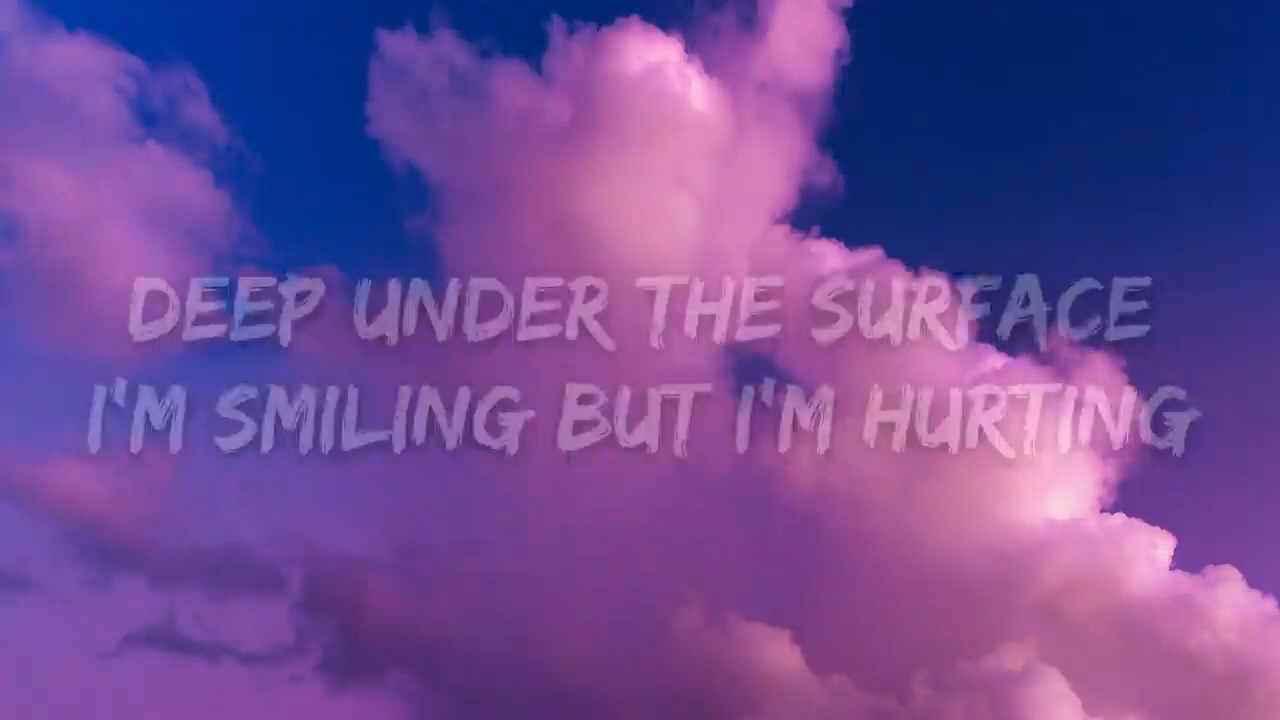 DEEP UNDER THE SURFACE
I'M SMILING BUT I'M HURTING